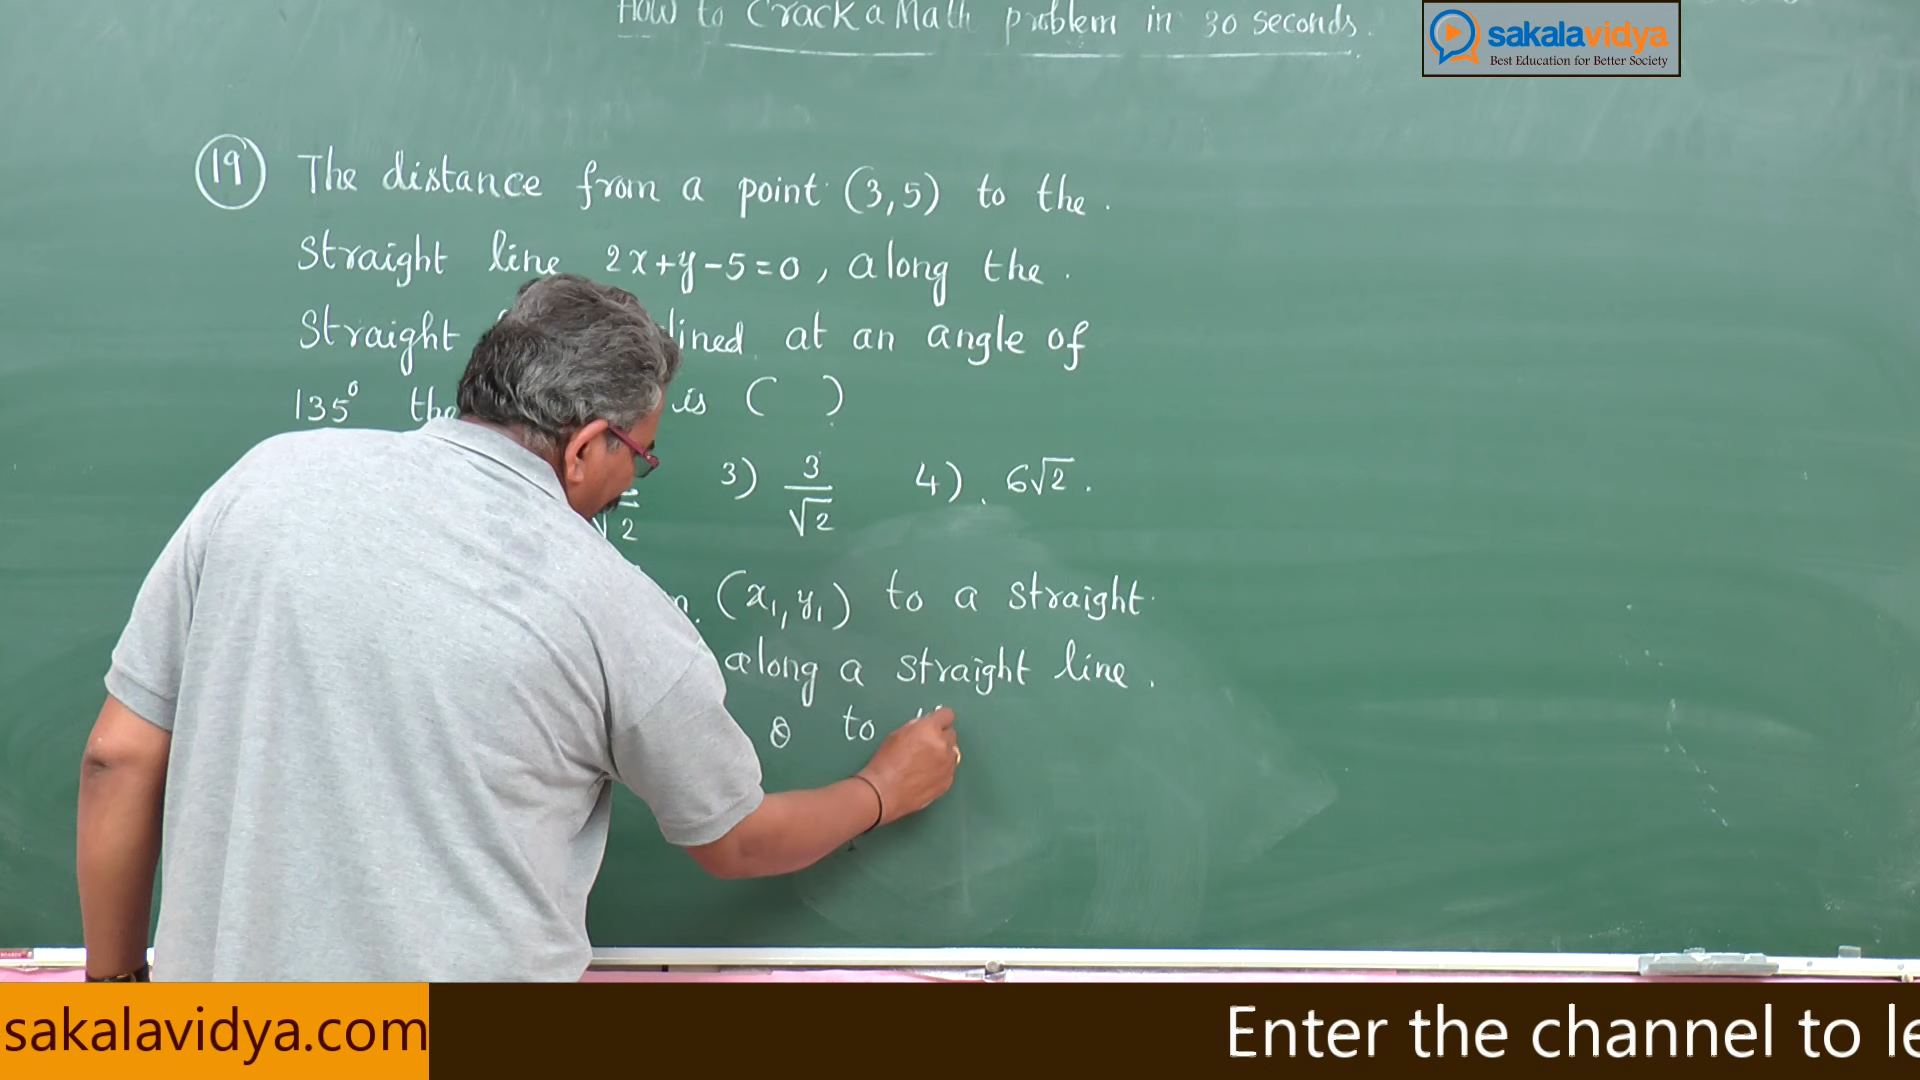 How to Crack a Math problem in 30 seconds.
sakalavidya
Best Education for Better Society
19 The distance from a point (3,5) to the.
Straight line 2x+y-5=0, along the.
Straight lined at an angle of
135° the is ( )
√2 3) 3/√2 4). 6√2.
(x₁, y₁) to a straight
along a straight line.
θ to
sakalavidya.com
Enter the channel to le